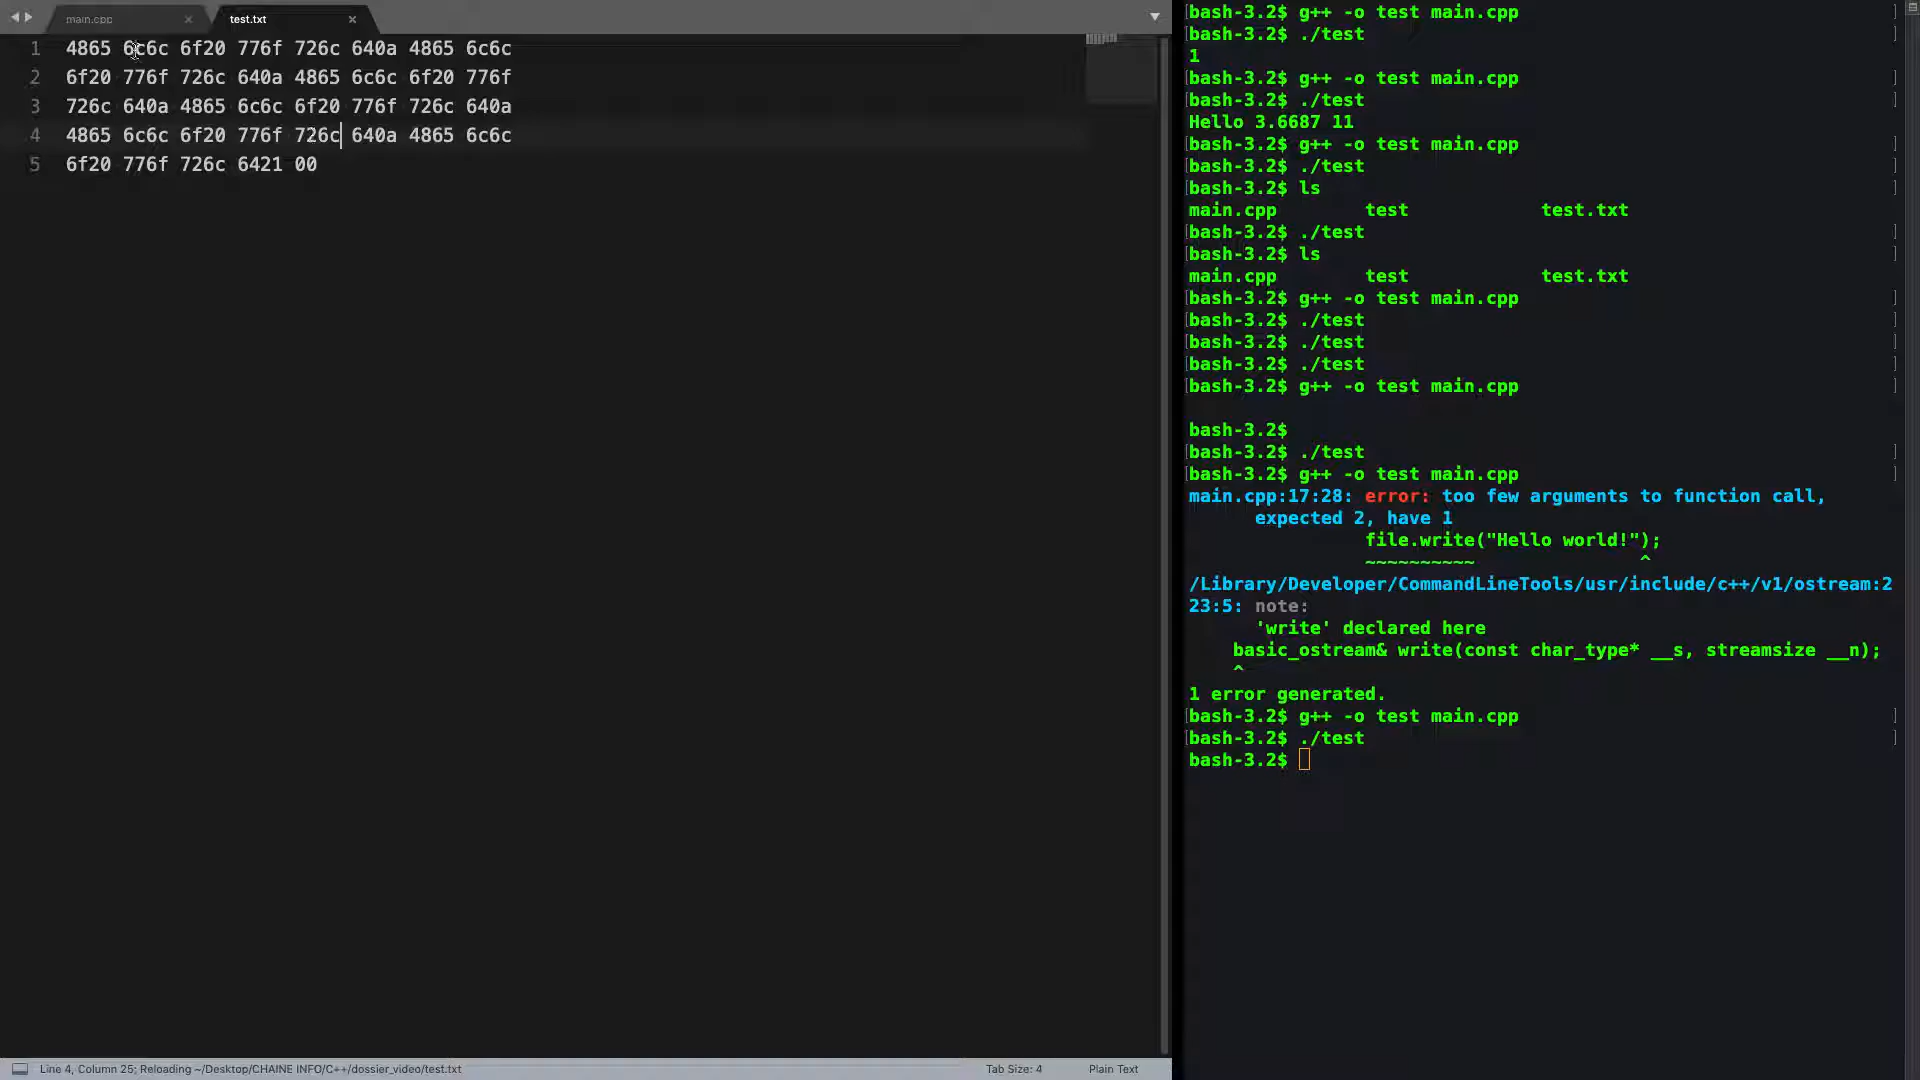 main.cpp
test.txt
1 4865 6c6c 6f20 776f 726c 640a 4865 6c6c
2 6f20 776f 726c 640a 4865 6c6c 6f20 776f
3 726c 640a 4865 6c6c 6f20 776f 726c 640a
4 4865 6c6c 6f20 776f 726c 640a 4865 6c6c
5 6f20 776f 726c 6421 00
Line 4, Column 25; Reloading ~/Desktop/CHAINE INFO/C++/dossier_video/test.txt
Tab Size: 4
Plain Text
[bash-3.2$ g++ -o test main.cpp ]
[bash-3.2$ ./test ]
1
[bash-3.2$ g++ -o test main.cpp ]
[bash-3.2$ ./test ]
Hello 3.6687 11
[bash-3.2$ g++ -o test main.cpp ]
[bash-3.2$ ./test ]
[bash-3.2$ ls ]
main.cpp test test.txt
[bash-3.2$ ./test ]
[bash-3.2$ ls ]
main.cpp test test.txt
[bash-3.2$ g++ -o test main.cpp ]
[bash-3.2$ ./test ]
[bash-3.2$ ./test ]
[bash-3.2$ ./test ]
[bash-3.2$ g++ -o test main.cpp ]
bash-3.2$
[bash-3.2$ ./test ]
[bash-3.2$ g++ -o test main.cpp ]
main.cpp:17:28: error: too few arguments to function call,
expected 2, have 1
file.write("Hello world!");
~~~~~~~~~~ ^
/Library/Developer/CommandLineTools/usr/include/c++/v1/ostream:2
23:5: note:
'write' declared here
basic_ostream& write(const char_type* __s, streamsize __n);
^
1 error generated.
[bash-3.2$ g++ -o test main.cpp ]
[bash-3.2$ ./test ]
bash-3.2$